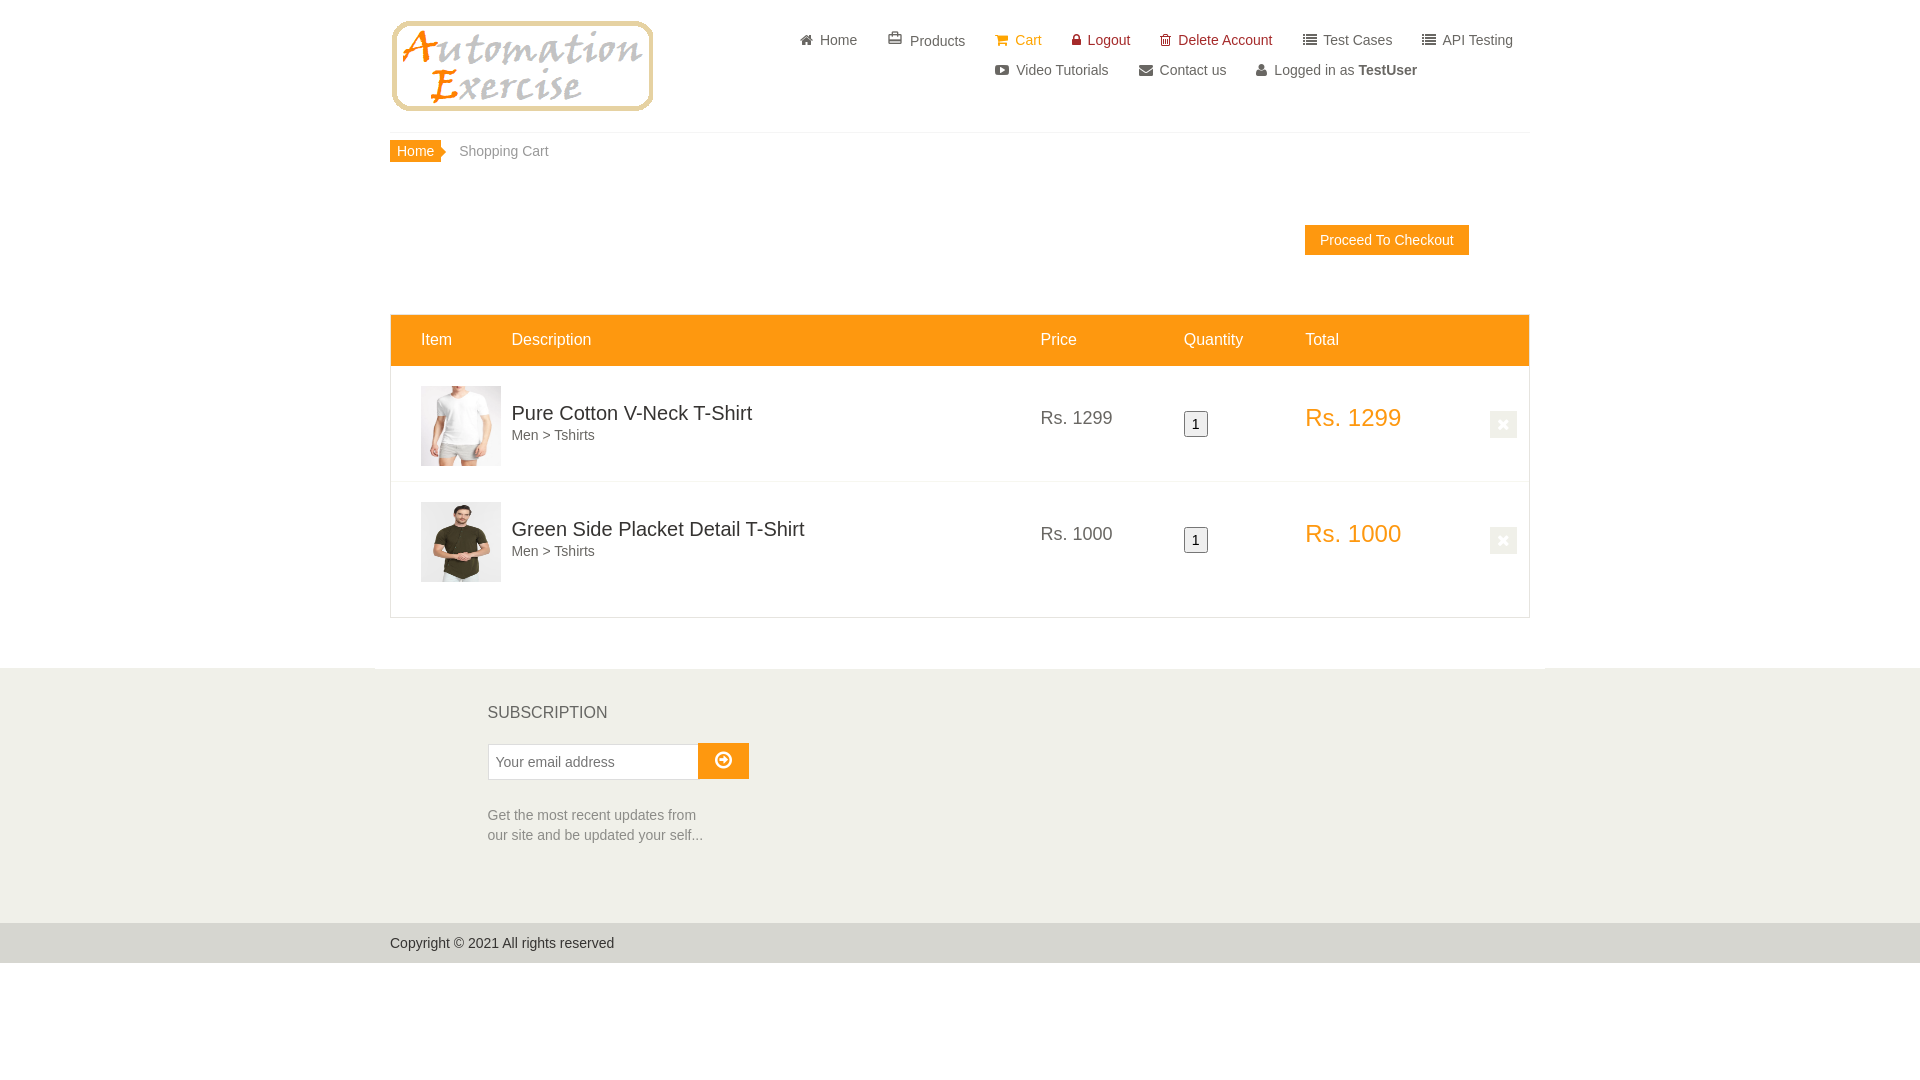 Automation
Exercise
Home
Products
Cart
Logout
Delete Account
Test Cases
API Testing
Video Tutorials
Contact us
Logged in as TestUser
Home
Shopping Cart
Proceed To Checkout
Item Description Price Quantity Total
Pure Cotton V-Neck T-Shirt
Men > Tshirts
Rs. 1299
1
Rs. 1299
Green Side Placket Detail T-Shirt
Men > Tshirts
Rs. 1000
1
Rs. 1000
SUBSCRIPTION
Your email address
Get the most recent updates from
our site and be updated your self...
Copyright © 2021 All rights reserved